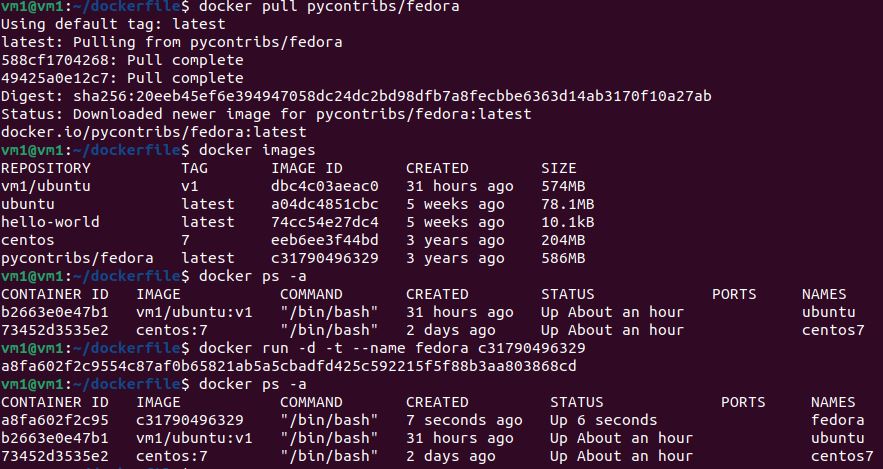 vm1@vm1:~/dockerfile$ docker pull pycontribs/fedora
Using default tag: latest
latest: Pulling from pycontribs/fedora
588cf1704268: Pull complete
49425a0e12c7: Pull complete
Digest: sha256:20eeb45ef6e394947058dc24dc2bd98dfb7a8fecbbe6363d14ab3170f10a27ab
Status: Downloaded newer image for pycontribs/fedora:latest
docker.io/pycontribs/fedora:latest
vm1@vm1:~/dockerfile$ docker images
REPOSITORY          TAG       IMAGE ID       CREATED        SIZE
vm1/ubuntu          v1        dbc4c03aeac0   31 hours ago   574MB
ubuntu              latest    a04dc4851cbc   5 weeks ago    78.1MB
hello-world         latest    74cc54e27dc4   5 weeks ago    10.1kB
centos              7         eeb6ee3f44bd   3 years ago    204MB
pycontribs/fedora   latest    c31790496329   3 years ago    586MB
vm1@vm1:~/dockerfile$ docker ps -a
CONTAINER ID   IMAGE           COMMAND       CREATED        STATUS             PORTS     NAMES
b2663e0e47b1   vm1/ubuntu:v1   "/bin/bash"   31 hours ago   Up About an hour             ubuntu
73452d3535e2   centos:7        "/bin/bash"   2 days ago     Up About an hour             centos7
vm1@vm1:~/dockerfile$ docker run -d -t --name fedora c31790496329
a8fa602f2c9554c87af0b65821ab5a5cbadfd425c592215f5f88b3aa803868cd
vm1@vm1:~/dockerfile$ docker ps -a
CONTAINER ID   IMAGE           COMMAND       CREATED         STATUS             PORTS     NAMES
a8fa602f2c95   c31790496329    "/bin/bash"   7 seconds ago   Up 6 seconds                 fedora
b2663e0e47b1   vm1/ubuntu:v1   "/bin/bash"   31 hours ago    Up About an hour             ubuntu
73452d3535e2   centos:7        "/bin/bash"   2 days ago      Up About an hour             centos7